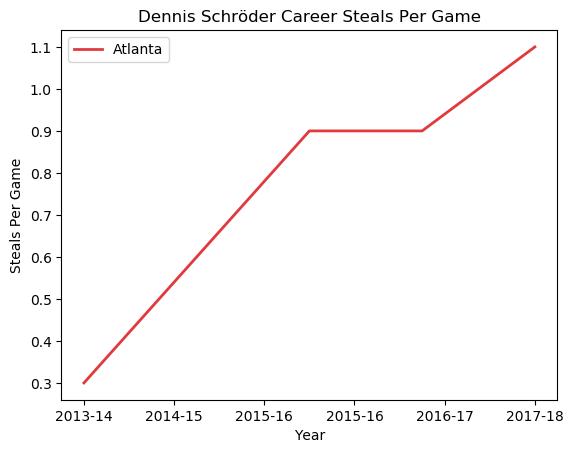 Dennis Schröder Career Steals Per Game
Atlanta
1.1
1.0
0.9
0.8
0.7
0.6
0.5
0.4
0.3
Steals Per Game
2013-14 2014-15 2015-16 2015-16 2016-17 2017-18
Year